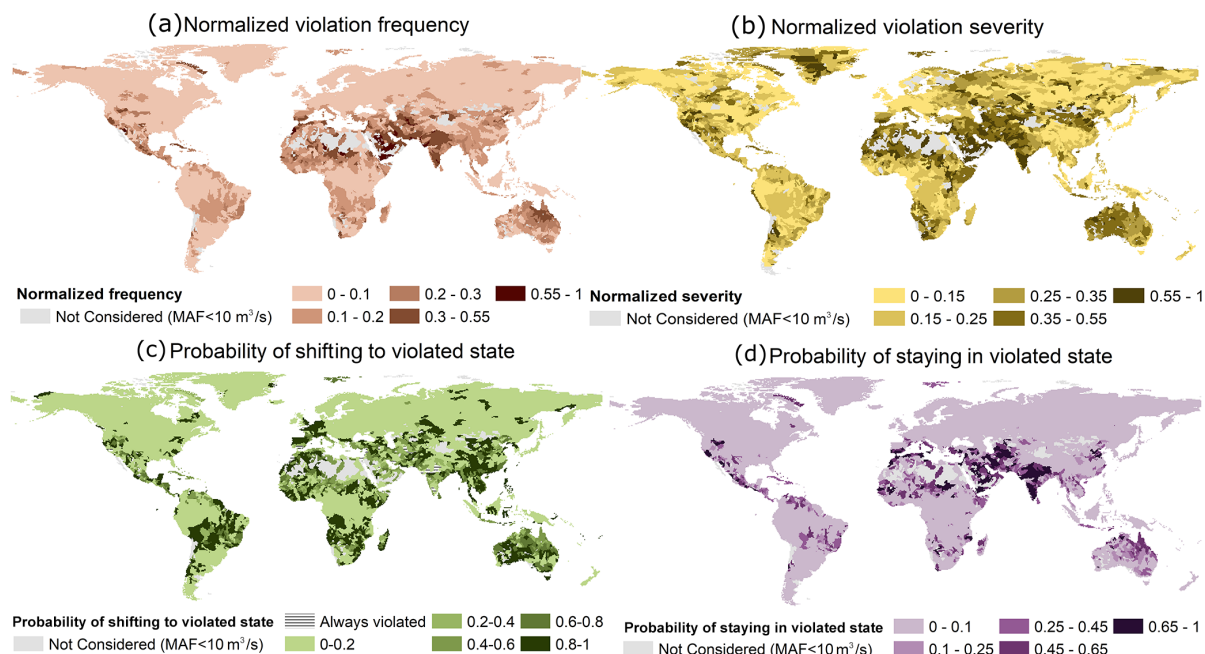 (a) Normalized violation frequency
(b) Normalized violation severity
Normalized frequency
Not Considered (MAF<10 m³/s)
0 - 0.1
0.1 - 0.2
0.2 - 0.3
0.3 - 0.55
0.55 - 1
Normalized severity
Not Considered (MAF<10 m³/s)
0 - 0.15
0.15 - 0.25
0.25 - 0.35
0.35 - 0.55
0.55 - 1
(c) Probability of shifting to violated state
(d) Probability of staying in violated state
Probability of shifting to violated state
Not Considered (MAF<10 m³/s)
Always violated
0-0.2
0.2-0.4
0.4-0.6
0.6-0.8
0.8-1
Probability of staying in violated state
Not Considered (MAF<10 m³/s)
0 - 0.1
0.1 - 0.25
0.25 - 0.45
0.45 - 0.65
0.65 - 1